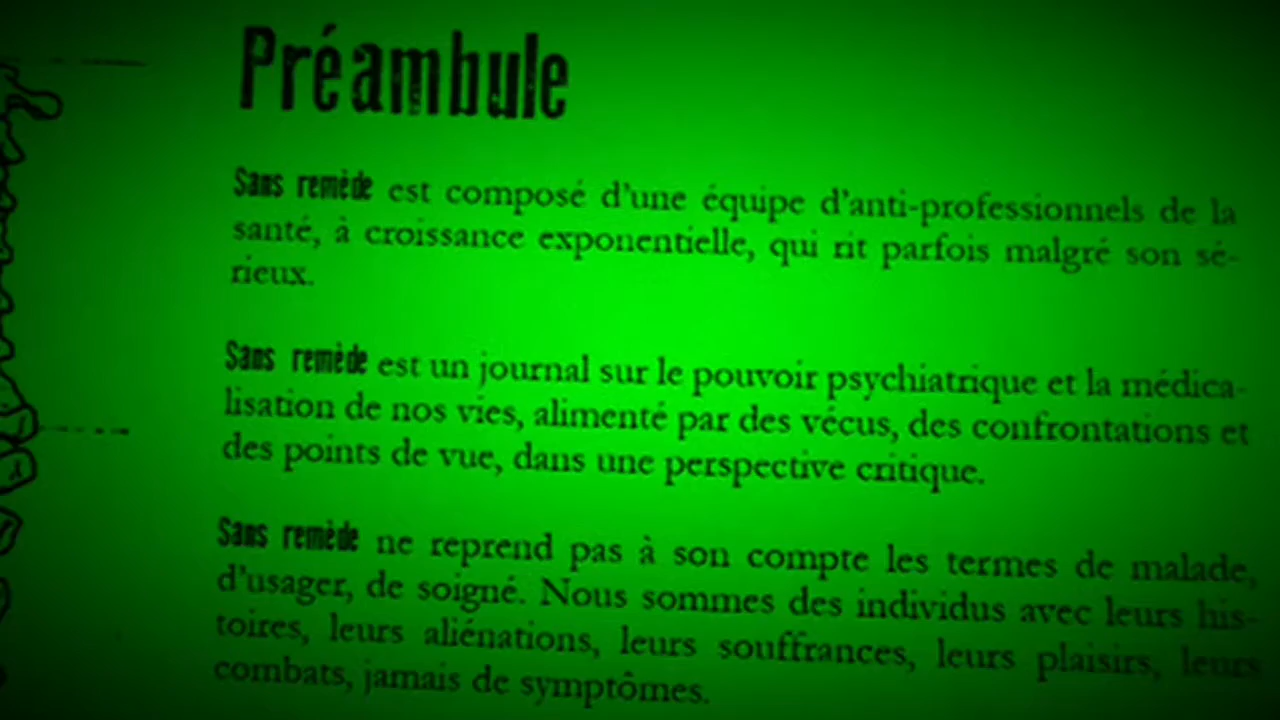 Préambule
Sans remède est composé d'une équipe d'anti-professionnels de la
santé, à croissance exponentielle, qui rit parfois malgré son sé-
rieux.
Sans remède est un journal sur le pouvoir psychiatrique et la médica-
lisation de nos vies, alimenté par des vécus, des confrontations et
des points de vue, dans une perspective critique.
Sans remède ne reprend pas à son compte les termes de malade,
d'usager, de soigné. Nous sommes des individus avec leurs his-
toires, leurs aliénations, leurs souffrances, leurs plaisirs, leurs
combats, jamais de symptômes.